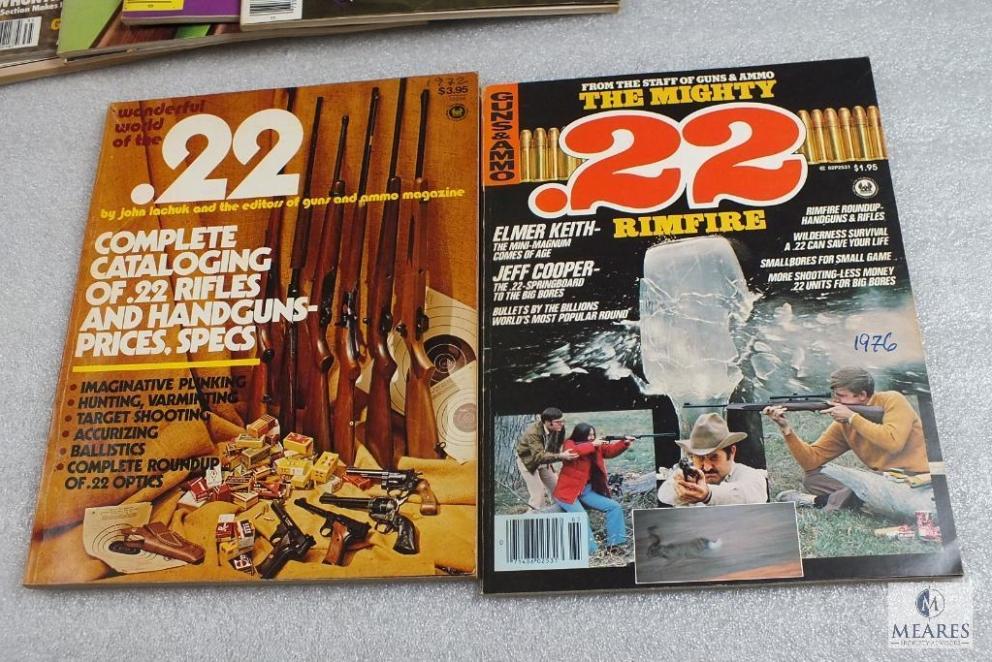 Section Makes
1972
$3.95
wonderful
world
of the
.22
by john lachuk and the editors of guns and ammo magazine
COMPLETE
CATALOGING
OF .22 RIFLES
AND HANDGUNS-
PRICES, SPECS
• IMAGINATIVE PLINKING
• HUNTING, VARMINTING
• TARGET SHOOTING
• ACCURIZING
• BALLISTICS
• COMPLETE ROUNDUP
OF .22 OPTICS
GUNS & AMMO
FROM THE STAFF OF GUNS & AMMO
THE MIGHTY
.22
RIMFIRE
02P2531 $1.95
ELMER KEITH-
THE MINI-MAGNUM
COMES OF AGE
JEFF COOPER-
THE .22-SPRINGBOARD
TO THE BIG BORES
BULLETS BY THE BILLIONS
WORLD'S MOST POPULAR ROUND
RIMFIRE ROUNDUP-
HANDGUNS & RIFLES
WILDERNESS SURVIVAL
A .22 CAN SAVE YOUR LIFE
SMALLBORES FOR SMALL GAME
MORE SHOOTING-LESS MONEY
.22 UNITS FOR BIG BORES
1976
M
MEARES